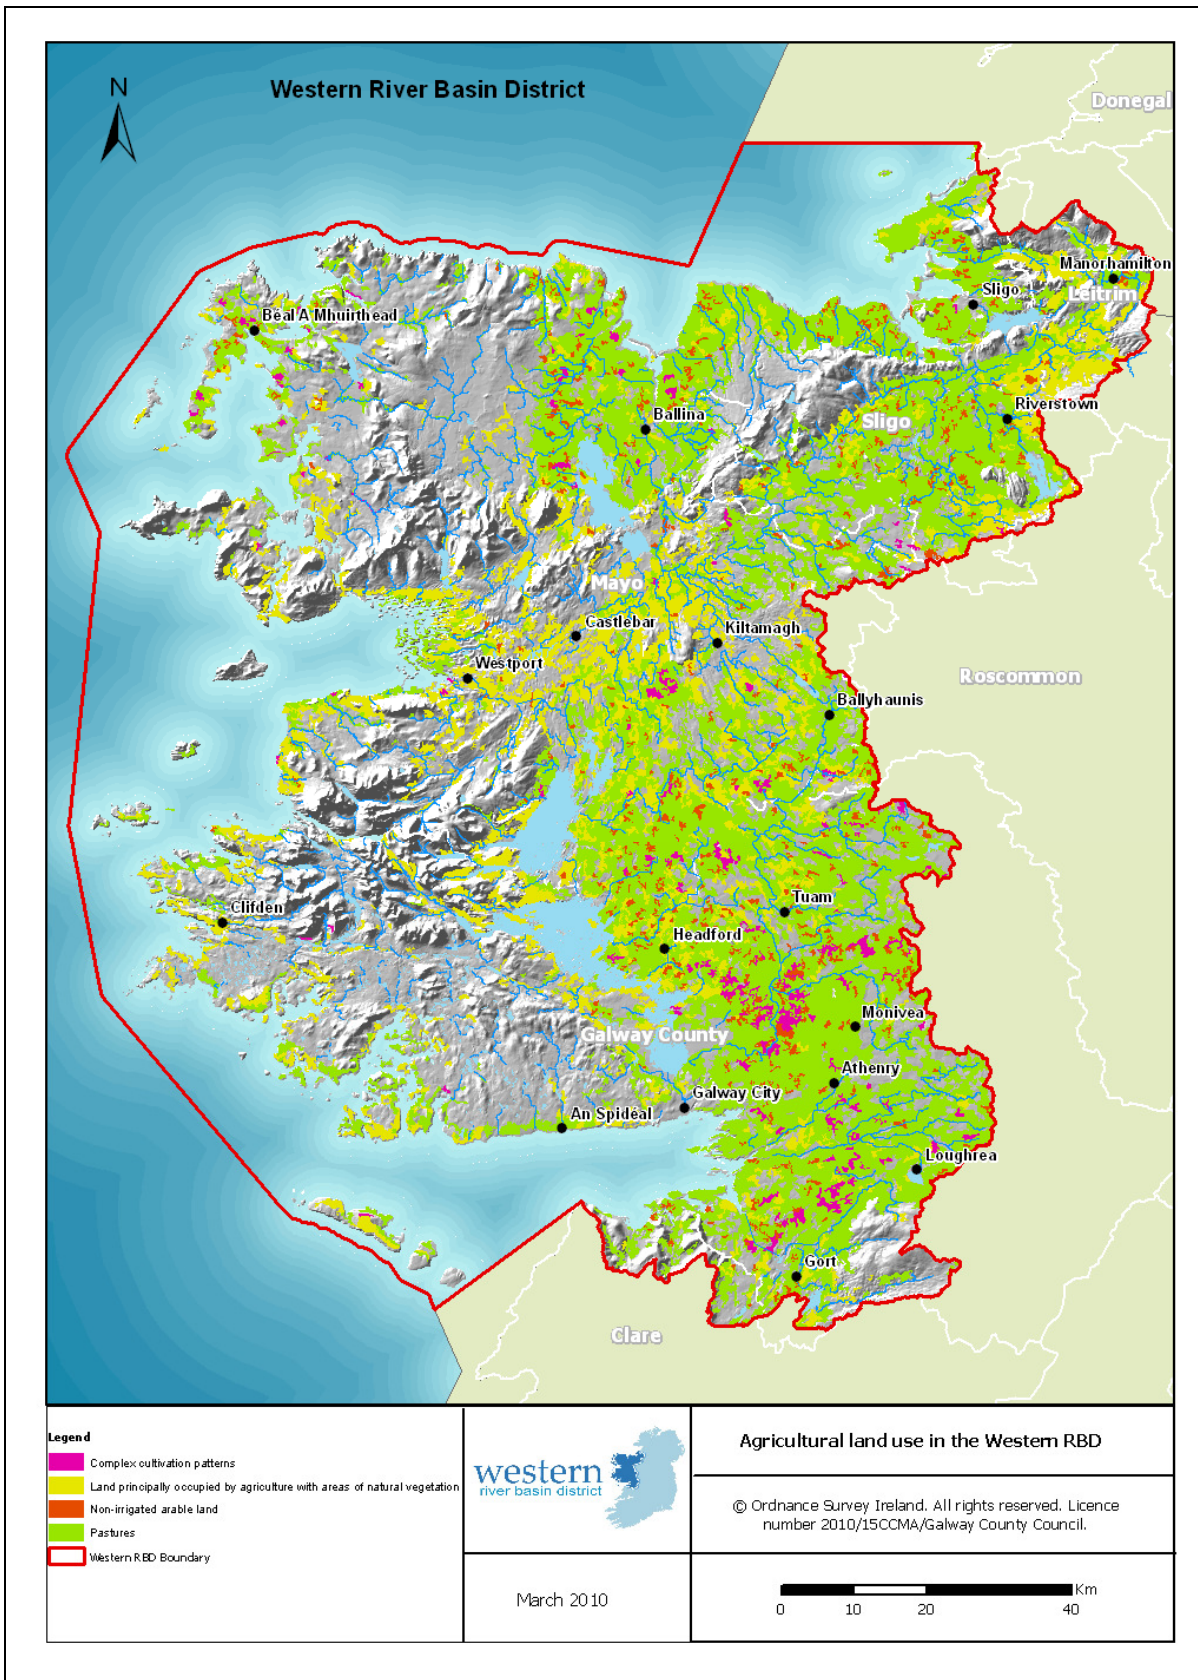 N
Western River Basin District
Donegal
Manorhamilton
Leitrim
Sligo
Béal A Mhuirthead
Riverstown
Ballina
Sligo
Mayo
Castlebar
Kiltamagh
Westport
Roscommon
Ballyhaunis
Tuam
Clifden
Headford
Monivea
Galway County
Athenry
Galway City
An Spidéal
Loughrea
Gort
Clare
Legend
Complex cultivation patterns
Land principally occupied by agriculture with areas of natural vegetation
Non-irrigated arable land
Pastures
Western RBD Boundary
western
river basin district
March 2010
Agricultural land use in the Western RBD
© Ordnance Survey Ireland. All rights reserved. Licence
number 2010/15CCMA/Galway County Council.
Km
0 10 20 40